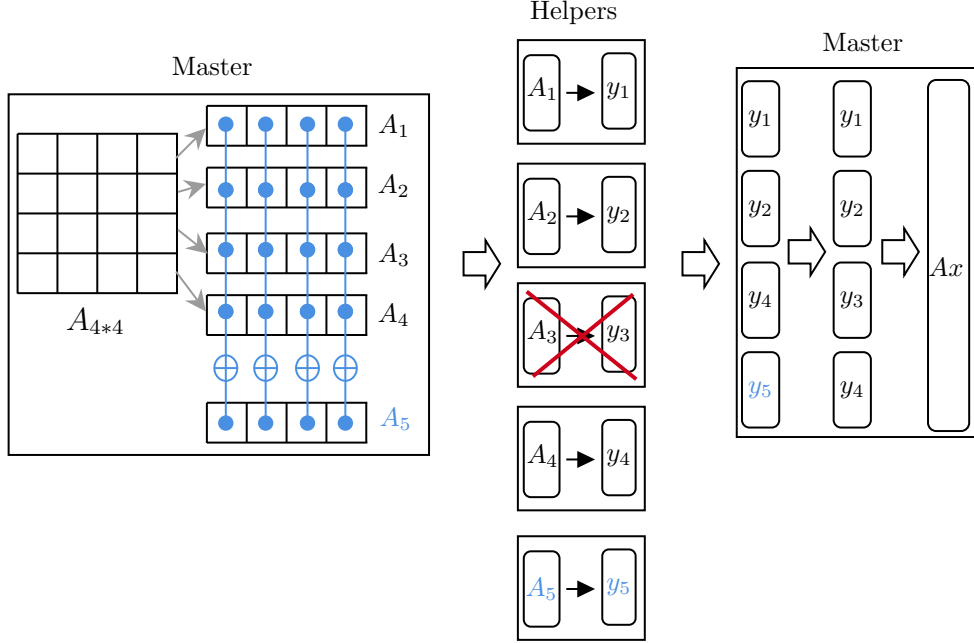 Master
A₁
A₂
A₃
A₄
A₅
A₄*₄
Helpers
A₁ y₁
A₂ y₂
A₃ y₃
A₄ y₄
A₅ y₅
Master
y₁ y₁
y₂ y₂
y₄ y₃
y₅ y₄
Ax